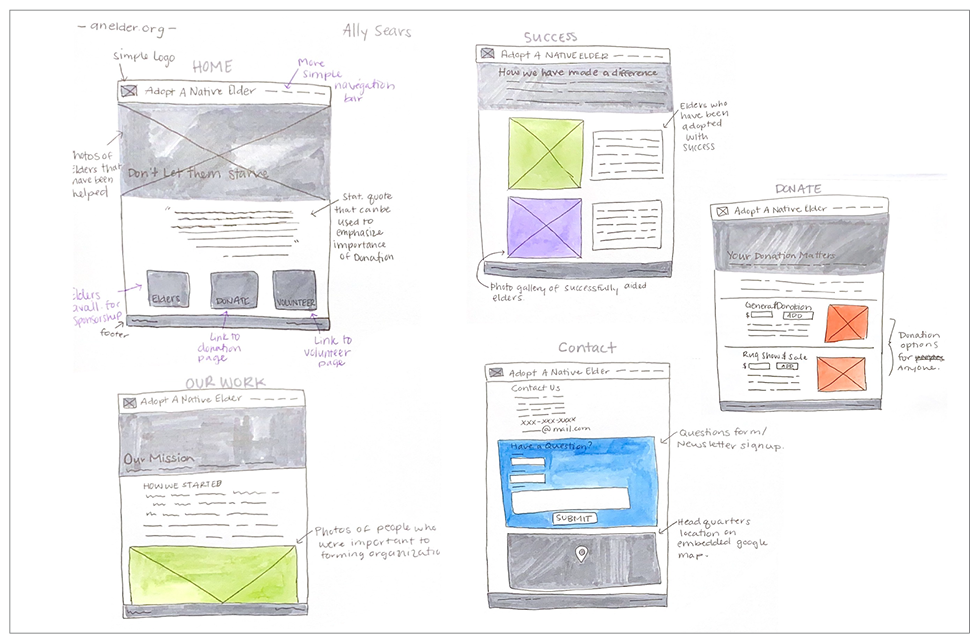 - anelder.org -
Ally Sears
simple logo
HOME
More
simple
navigation
bar
Adopt A Native Elder
Photos of
Elders that
have been
helped
Don't Let them starve
Stat. quote
that can be
used to
emphasize
importance
of Donation
"
"
Elders
DONATE
VOLUNTEER
Elders
avail. for
sponsorship
footer
Link to
donation
page
Link to
volunteer
page
SUCCESS
Adopt A NATIVE ELDER
How we have made a difference
Elders who
have been
adopted
with
success
Photo gallery of successfully aided
elders.
DONATE
Adopt A Native Elder
Your Donation Matters
General Donation
$
ADD
Rug Show & Sale
$
ADD
Donation
options
for
Anyone.
OUR WORK
Adopt A Native Elder
Our Mission
HOW WE STARTED
Photos of people who
were important to
forming organizatio
Contact
Adopt A Native Elder
Contact Us
xxx-xxx-xxxx
@mail.com
Have a Question?
SUBMIT
Questions form/
Newsletter signup.
Headquarters
location on
embedded google
map.